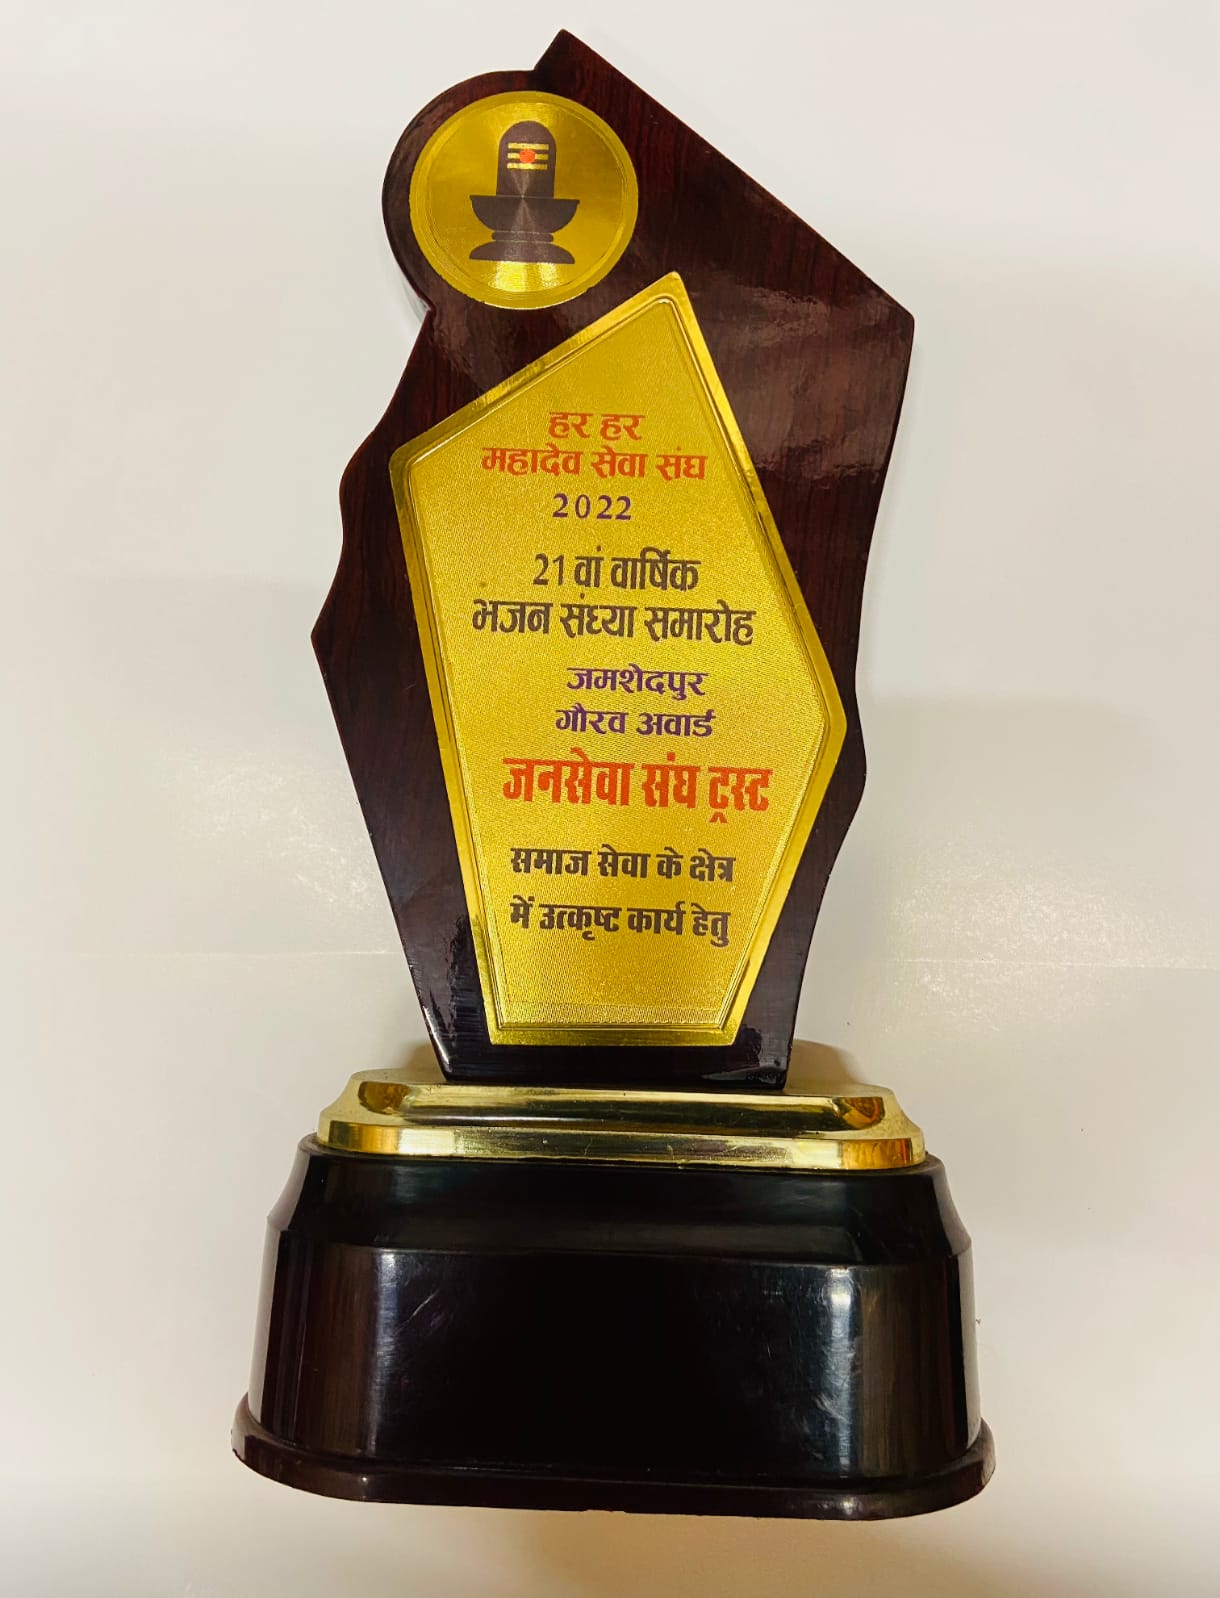 हर हर
महादेव सेवा संघ
2022
21 वां वार्षिक
भजन संध्या समारोह
जमशेदपुर
गौरव अवार्ड
जनसेवा संघ ट्रस्ट
समाज सेवा के क्षेत्र
में उत्कृष्ट कार्य हेतु